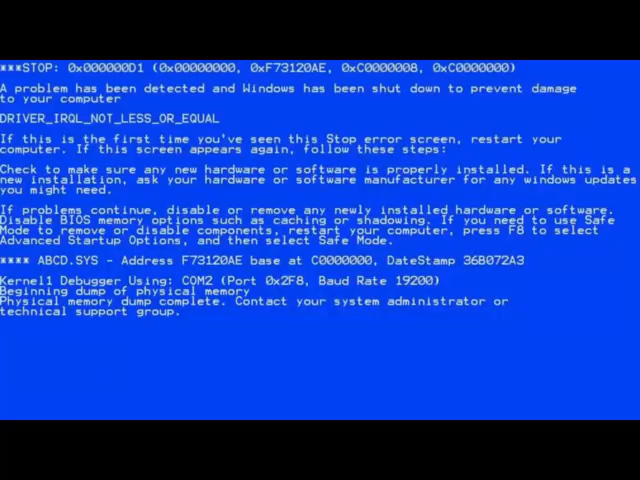 ***STOP: 0x000000D1 (0x00000000, 0xF73120AE, 0xC0000008, 0xC0000000)
A problem has been detected and Windows has been shut down to prevent damage
to your computer
DRIVER_IRQL_NOT_LESS_OR_EQUAL
If this is the first time you've seen this Stop error screen, restart your
computer. If this screen appears again, follow these steps:
Check to make sure any new hardware or software is properly installed. If this is a
new installation, ask your hardware or software manufacturer for any windows updates
you might need.
If problems continue, disable or remove any newly installed hardware or software.
Disable BIOS memory options such as caching or shadowing. If you need to use Safe
Mode to remove or disable components, restart your computer, press F8 to select
Advanced Startup Options, and then select Safe Mode.
**** ABCD.SYS - Address F73120AE base at C0000000, DateStamp 36B072A3
Kernel1 Debugger Using: COM2 (Port 0x2F8, Baud Rate 19200)
Beginning dump of physical memory
Physical memory dump complete. Contact your system administrator or
technical support group.